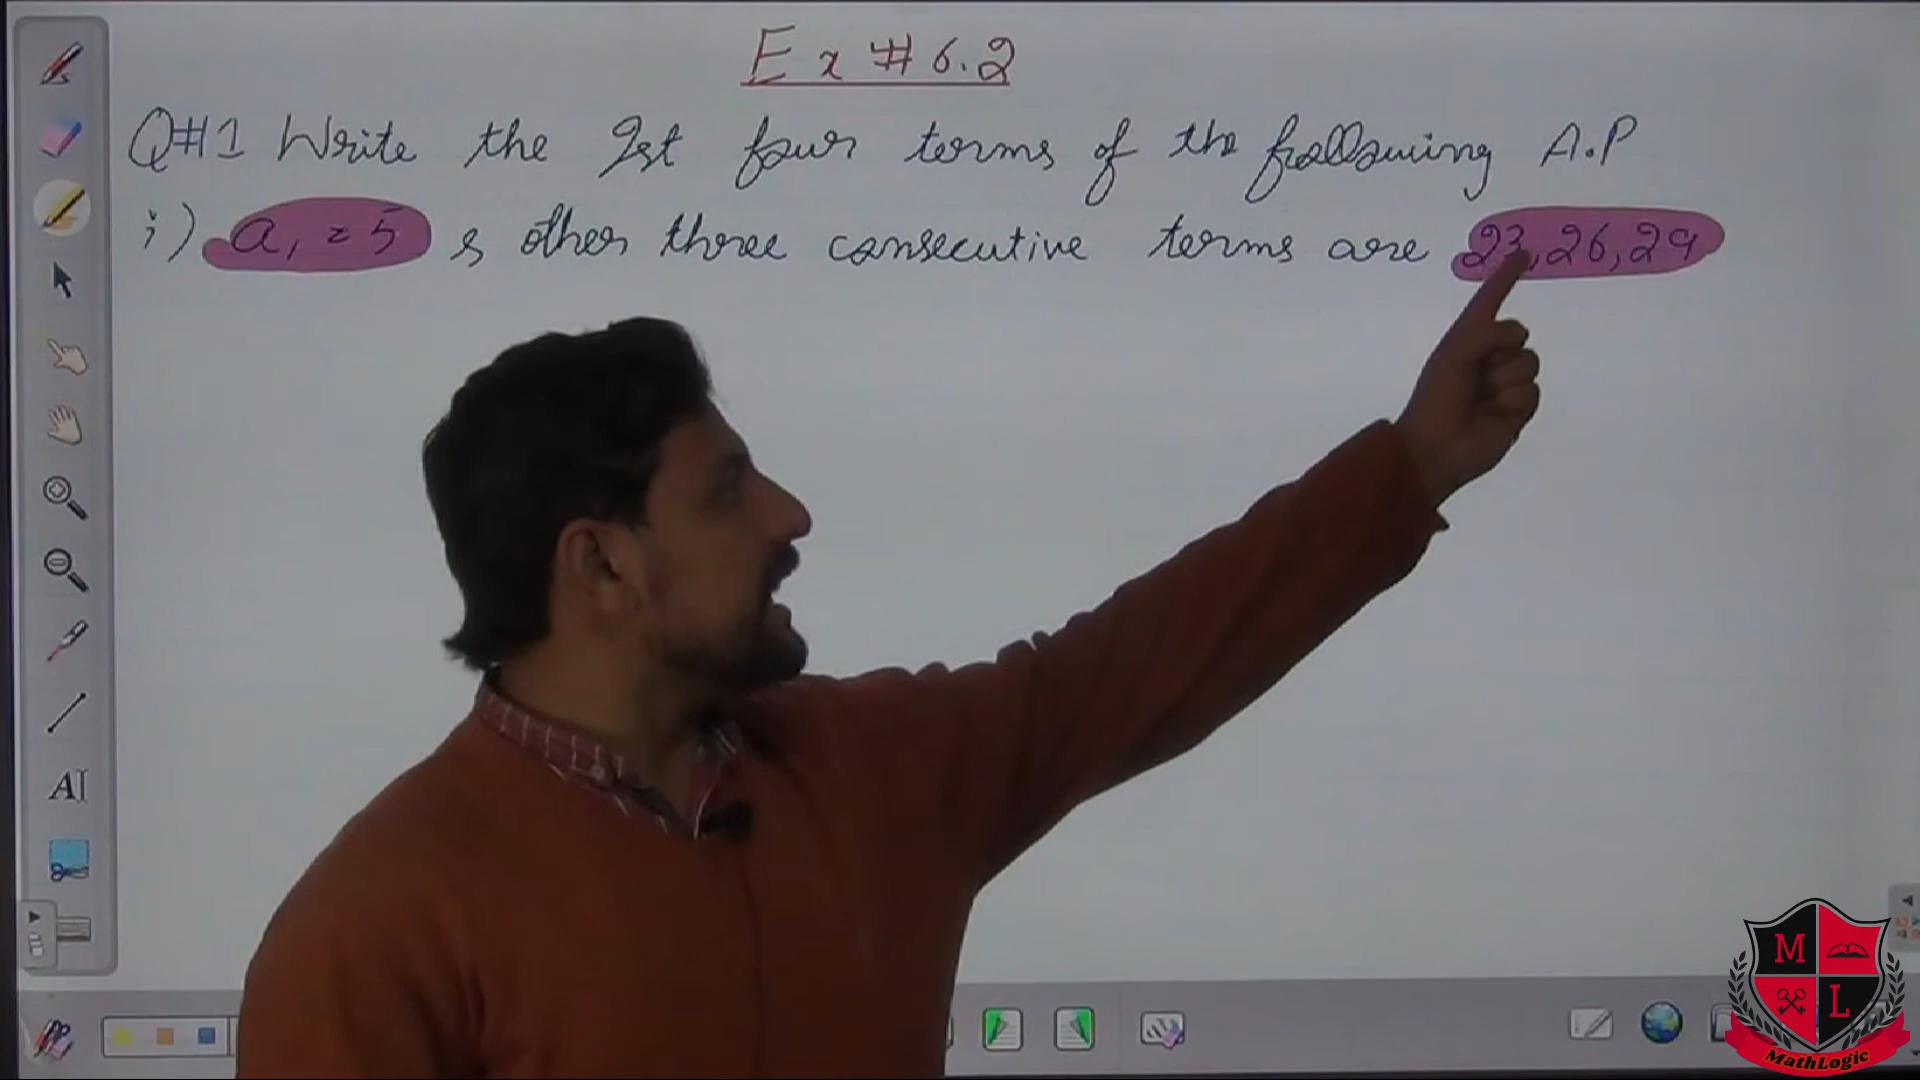 Ex # 6.2
Q#1 Write the 1st four terms of the following A.P
i) a₁ = 5 & other three consecutive terms are 23, 26, 29
AI
M
L
MathLogic